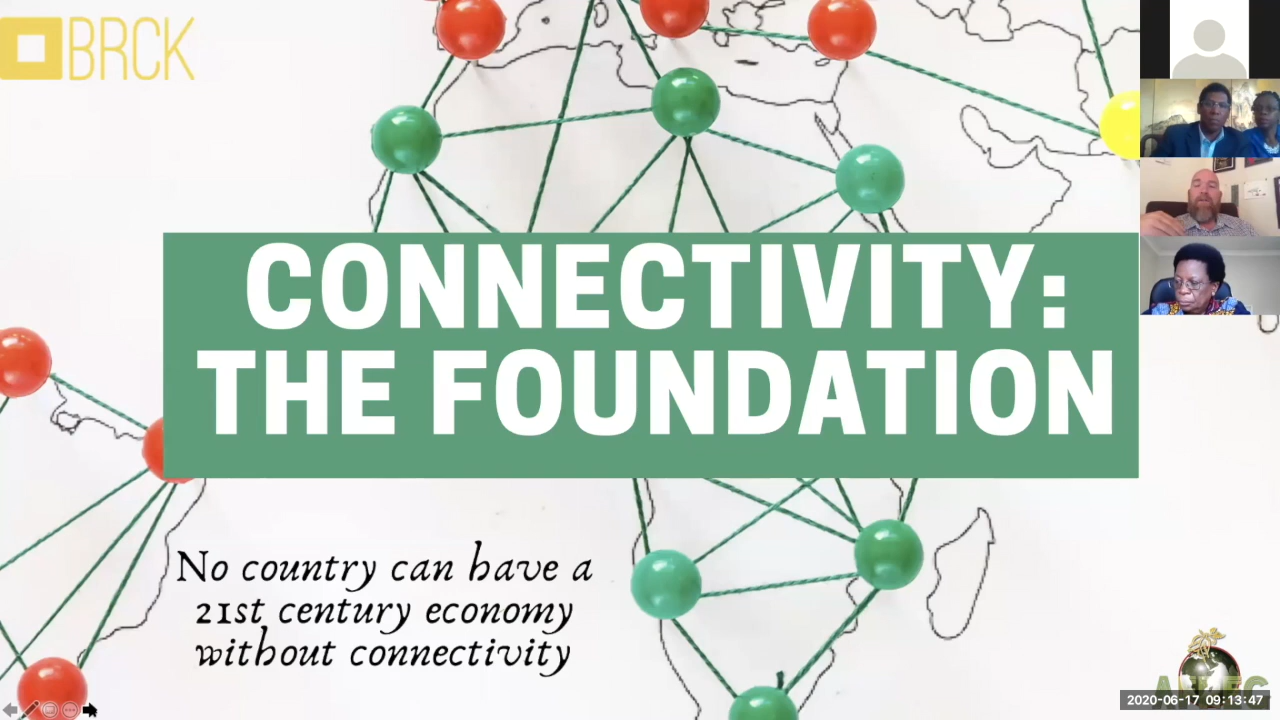 BRCK
CONNECTIVITY:
THE FOUNDATION
No country can have a
21st century economy
without connectivity
2020-06-17 09:13:47